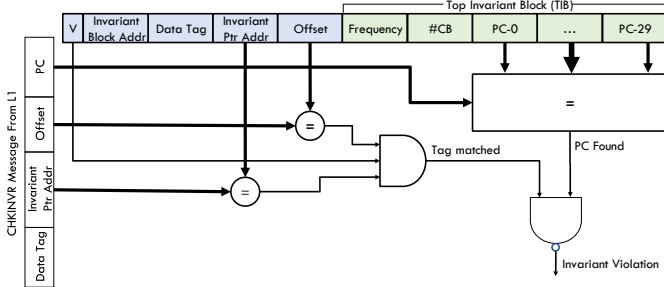 Top Invariant Block (TIB)
V
Invariant
Block Addr
Data Tag
Invariant
Ptr Addr
Offset
Frequency
#CB
PC-0
...
PC-29
CHKINVR Message From L1
PC
Offset
Invariant
Ptr Addr
Data Tag
=
=
=
Tag matched
PC Found
Invariant Violation